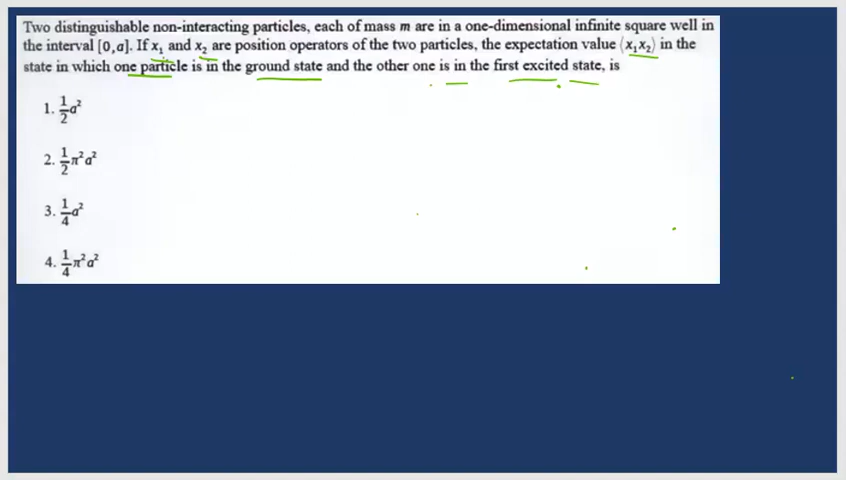 Two distinguishable non-interacting particles, each of mass m are in a one-dimensional infinite square well in
the interval [0,a]. If x₁ and x₂ are position operators of the two particles, the expectation value ⟨x₁x₂⟩ in the
state in which one particle is in the ground state and the other one is in the first excited state, is
1. 1/2 a²
2. 1/2 π²a²
3. 1/4 a²
4. 1/4 π²a²